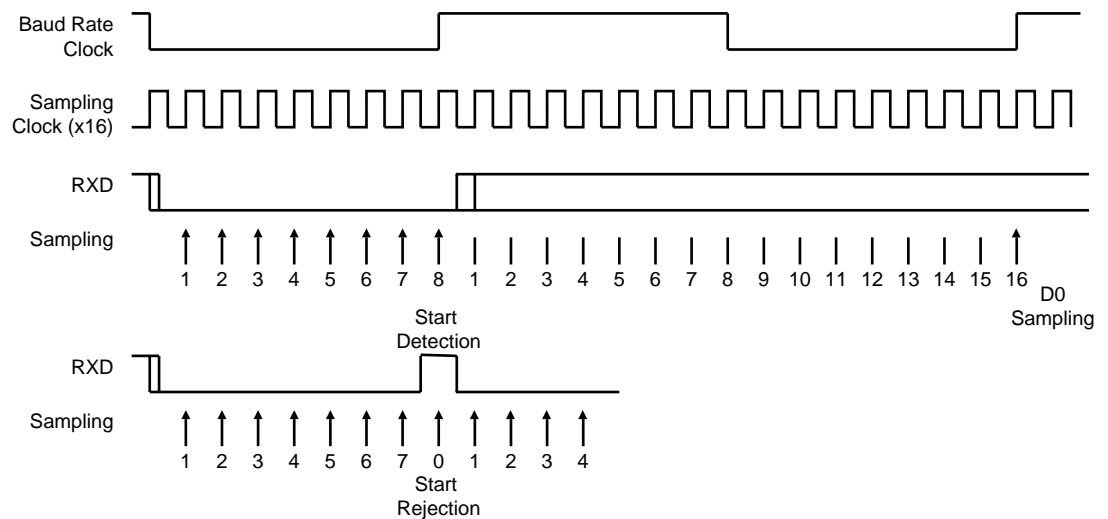 Baud Rate
Clock
Sampling
Clock (x16)
RXD
Sampling
1 2 3 4 5 6 7 8 1 2 3 4 5 6 7 8 9 10 11 12 13 14 15 16
D0
Sampling
Start
Detection
RXD
Sampling
1 2 3 4 5 6 7 0 1 2 3 4
Start
Rejection